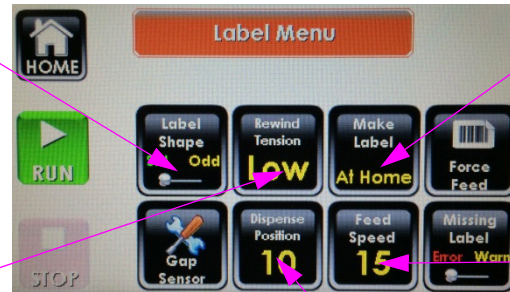 Label Menu
HOME
RUN
STOP
Label
Shape
Odd
Rewind
Tension
Low
Make
Label
At Home
Force
Feed
Gap
Sensor
Dispense
Position
10
Feed
Speed
15
Missing
Label
Error Warn